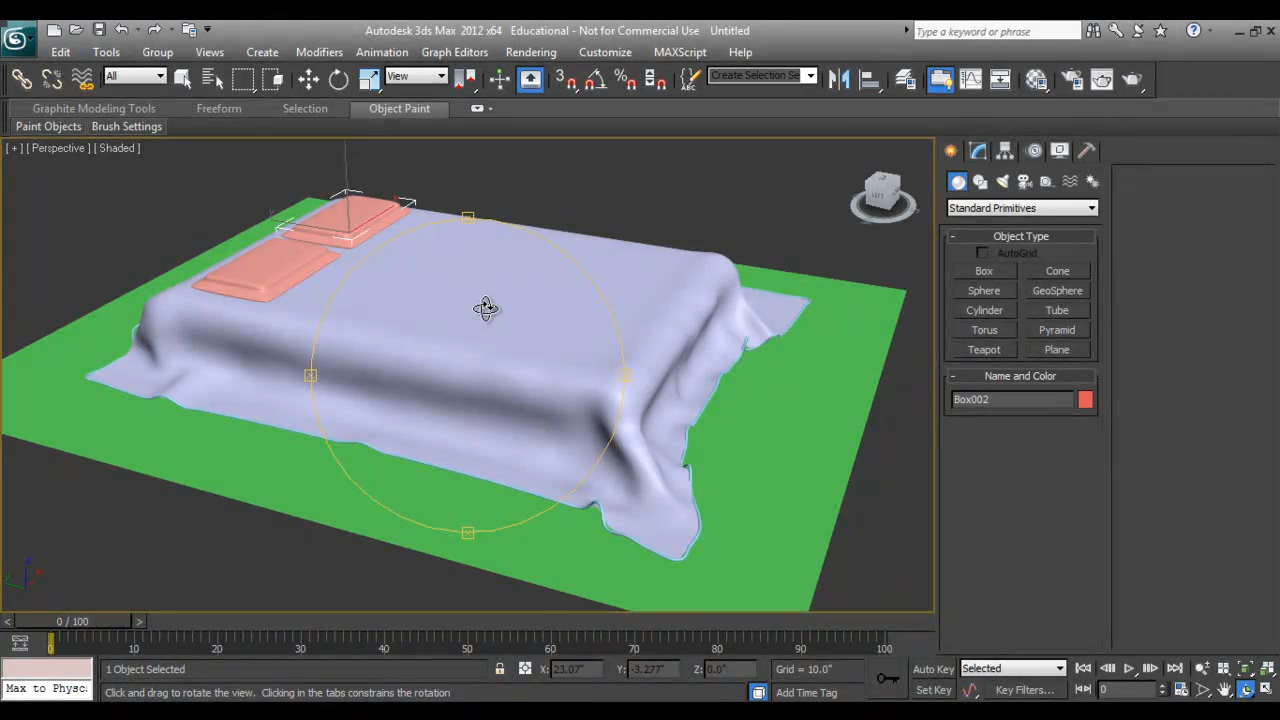 Autodesk 3ds Max 2012 x64 Educational - Not for Commercial Use Untitled
Type a keyword or phrase
Edit Tools Group Views Create Modifiers Animation Graph Editors Rendering Customize MAXScript Help
All View Create Selection Se
Graphite Modeling Tools Freeform Selection Object Paint
Paint Objects Brush Settings
[ + ] [ Perspective ] [ Shaded ]
LEFT
Standard Primitives
Object Type
AutoGrid
Box Cone
Sphere GeoSphere
Cylinder Tube
Torus Pyramid
Teapot Plane
Name and Color
Box002
0 / 100
0 10 20 30 40 50 60 70 80 90 100
1 Object Selected X: 23.07" Y: -3.277" Z: 0.0" Grid = 10.0" Auto Key Selected
Max to Physc: Click and drag to rotate the view. Clicking in the tabs constrains the rotation Add Time Tag Set Key Key Filters... 0